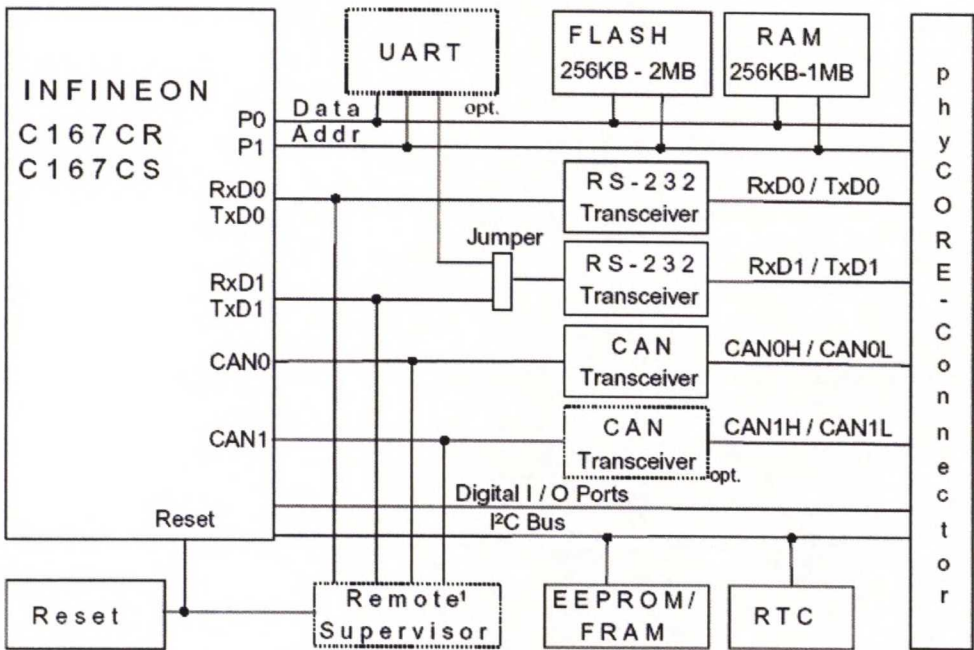 INFINEON
C167CR
C167CS
P0
P1
RxD0
TxD0
RxD1
TxD1
CAN0
CAN1
Reset
Data
Addr
UART
opt.
FLASH
256KB - 2MB
RAM
256KB-1MB
RS-232
Transceiver
RxD0 / TxD0
Jumper
RS-232
Transceiver
RxD1 / TxD1
CAN
Transceiver
CAN0H / CAN0L
CAN
Transceiver
opt.
CAN1H / CAN1L
Digital I / O Ports
I²C Bus
Reset
Remote¹
Supervisor
EEPROM/
FRAM
RTC
phyCORE-Connector